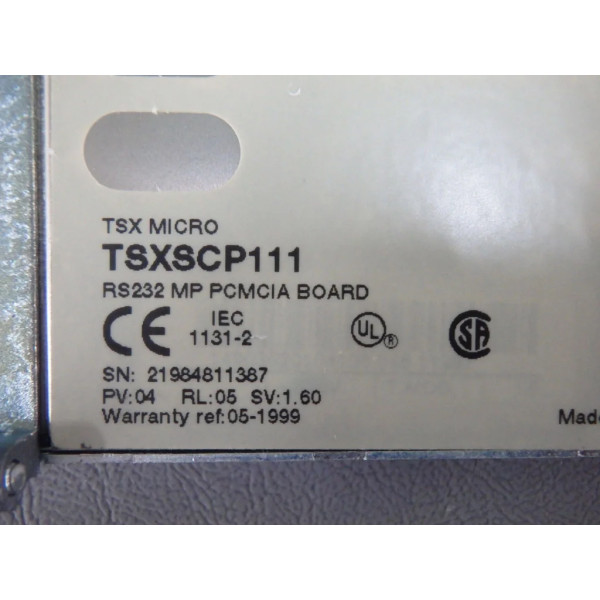 TSX MICRO
TSXSCP111
RS232 MP PCMCIA BOARD
CE IEC
1131-2
UL ®
SA
SN: 21984811387
PV:04 RL:05 SV:1.60
Warranty ref:05-1999
Made